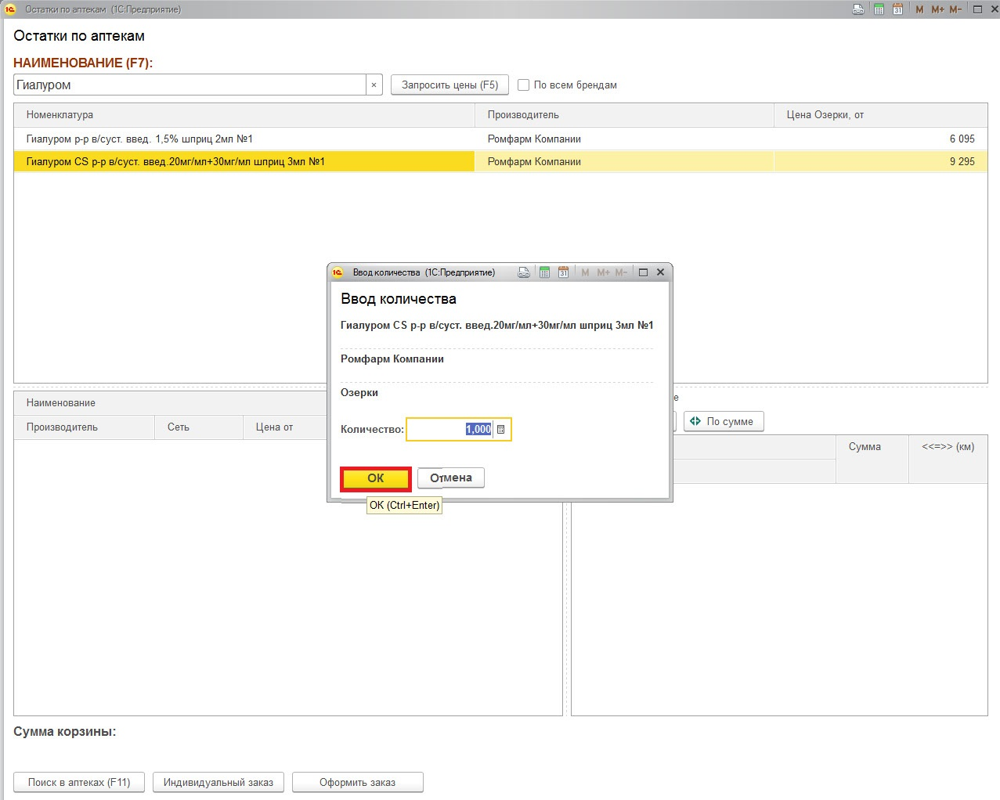 Остатки по аптекам (1С:Предприятие)
M M+ M-
Остатки по аптекам
НАИМЕНОВАНИЕ (F7):
Гиалуром × Запросить цены (F5) По всем брендам
Номенклатура Производитель Цена Озерки, от
Гиалуром р-р в/суст. введ. 1,5% шприц 2мл №1 Ромфарм Компании 6 095
Гиалуром CS р-р в/суст. введ.20мг/мл+30мг/мл шприц 3мл №1 Ромфарм Компании 9 295
Ввод количества (1С:Предприятие)
M M+ M-
Ввод количества
Гиалуром CS р-р в/суст. введ.20мг/мл+30мг/мл шприц 3мл №1
Ромфарм Компании
Озерки
Количество: 1,000
ОК Отмена
ОК (Ctrl+Enter)
Наименование
Производитель Сеть Цена от
е
По сумме
Сумма <<=>> (км)
Сумма корзины:
Поиск в аптеках (F11) Индивидуальный заказ Оформить заказ